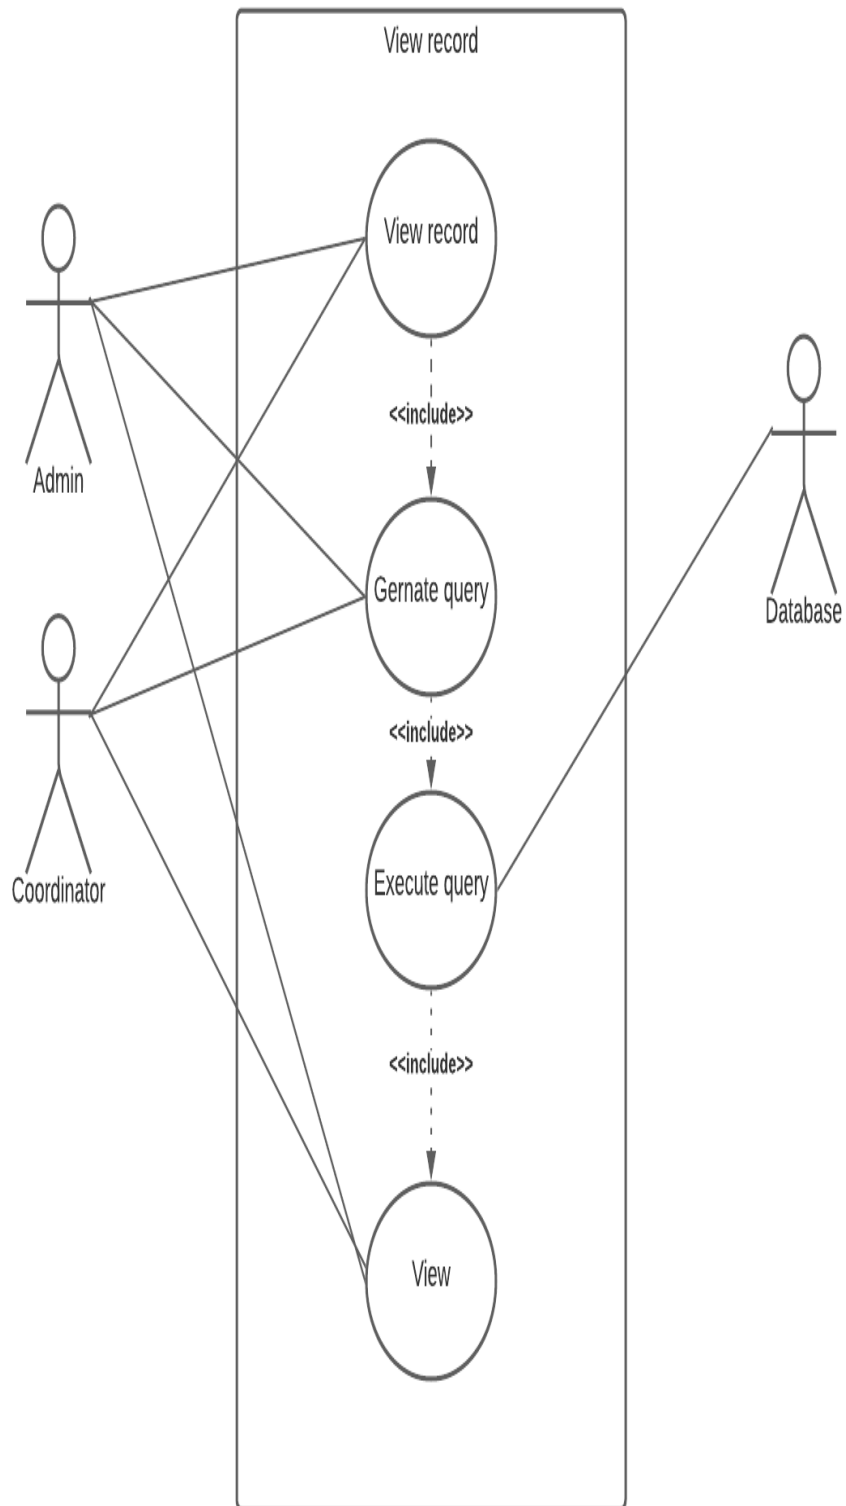 View record
View record
<<include>>
Admin
Gernate query
Database
<<include>>
Execute query
Coordinator
<<include>>
View